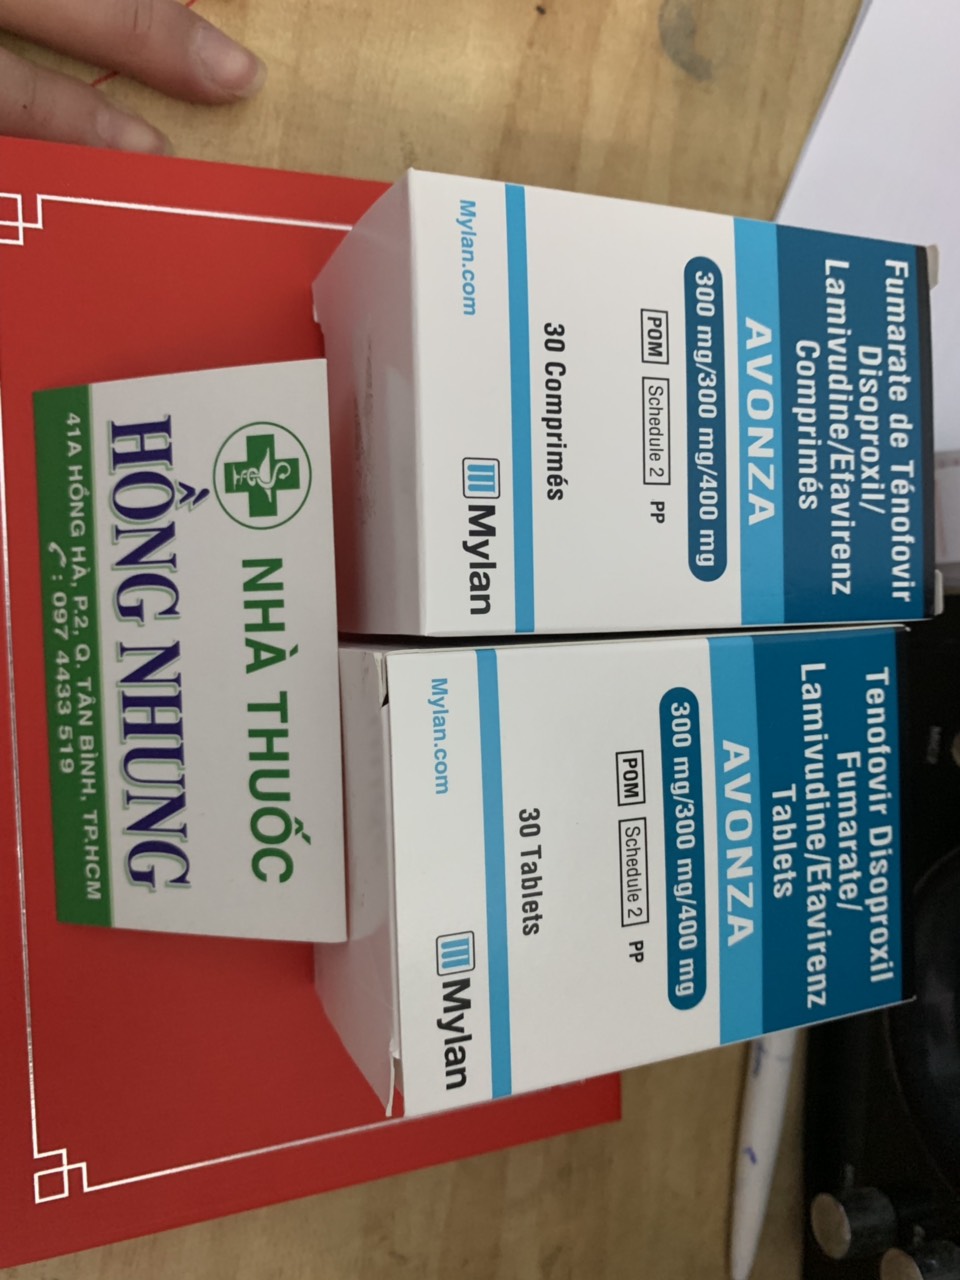 Fumarate de Ténofovir
Disoproxil/
Lamivudine/Efavirenz
Comprimés
AVONZA
300 mg/300 mg/400 mg
POM Schedule 2 PP
30 Comprimés
Mylan.com
Mylan
Tenofovir Disoproxil
Fumarate/
Lamivudine/Efavirenz
Tablets
AVONZA
300 mg/300 mg/400 mg
POM Schedule 2 PP
30 Tablets
Mylan.com
Mylan
NHÀ THUỐC
HỒNG NHUNG
41A HỒNG HÀ, P.2, Q. TÂN BÌNH, TP.HCM
: 097 4433 519